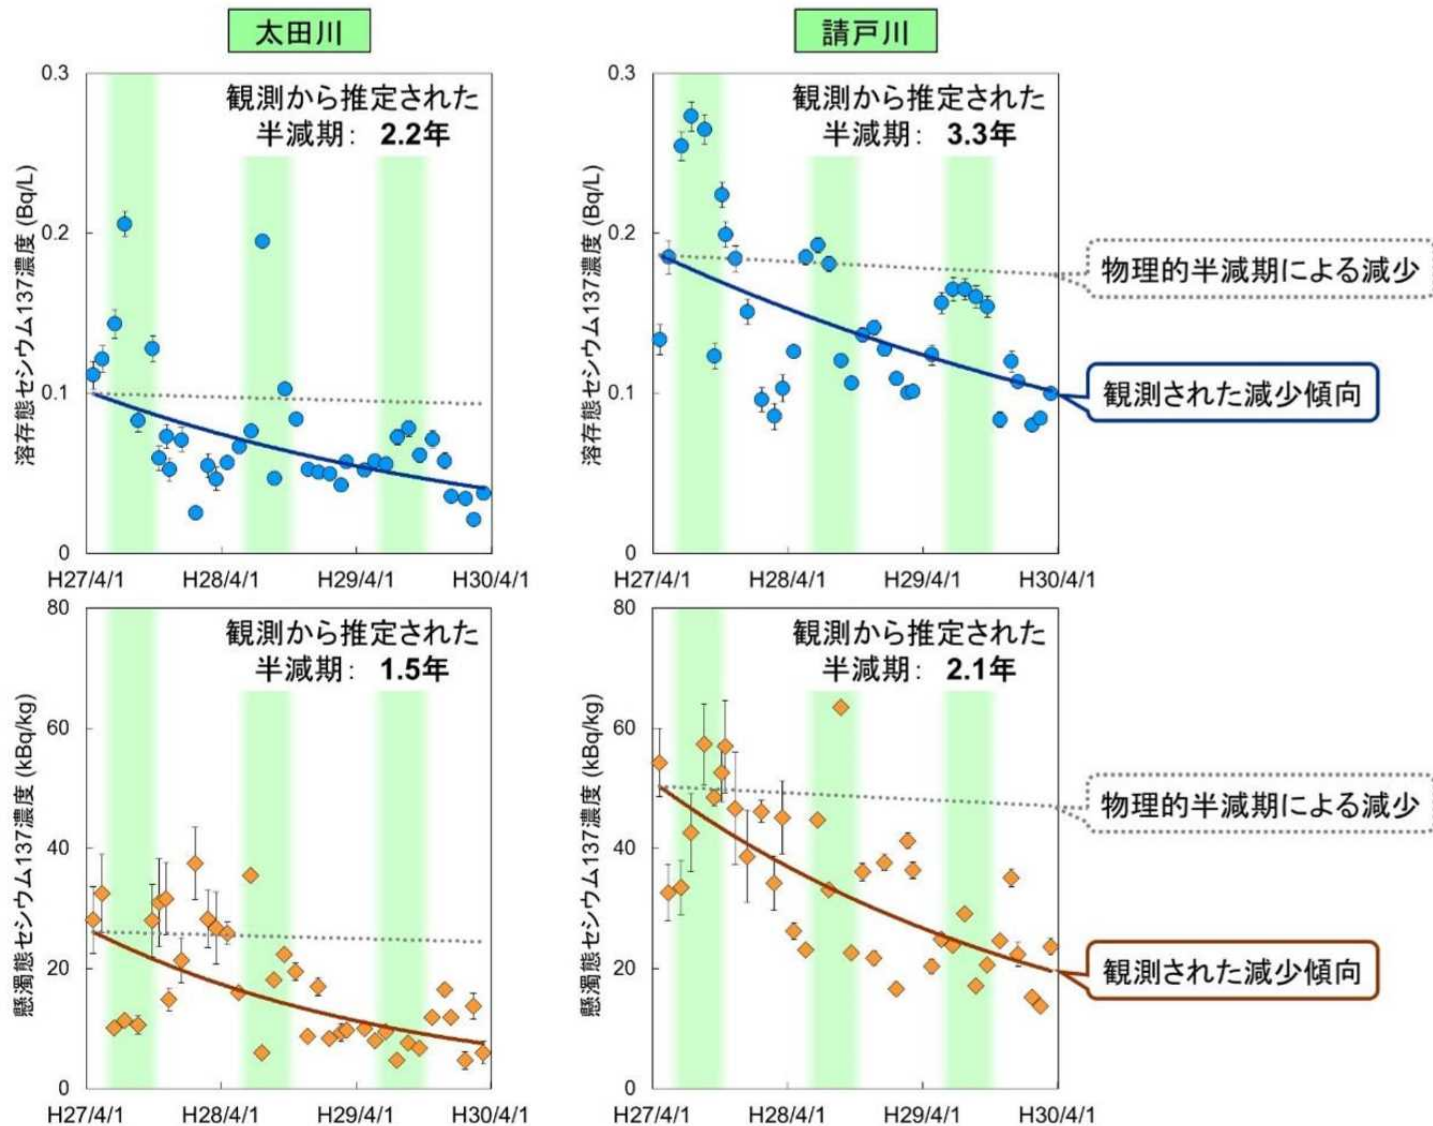 太田川
請戸川
0.3
0.2
0.1
0
溶存態セシウム137濃度 (Bq/L)
観測から推定された
半減期： 2.2年
H27/4/1
H28/4/1
H29/4/1
H30/4/1
0.3
0.2
0.1
0
溶存態セシウム137濃度 (Bq/L)
観測から推定された
半減期： 3.3年
H27/4/1
H28/4/1
H29/4/1
H30/4/1
物理的半減期による減少
観測された減少傾向
80
60
40
20
0
懸濁態セシウム137濃度 (kBq/kg)
観測から推定された
半減期： 1.5年
H27/4/1
H28/4/1
H29/4/1
H30/4/1
80
60
40
20
0
懸濁態セシウム137濃度 (kBq/kg)
観測から推定された
半減期： 2.1年
H27/4/1
H28/4/1
H29/4/1
H30/4/1
物理的半減期による減少
観測された減少傾向